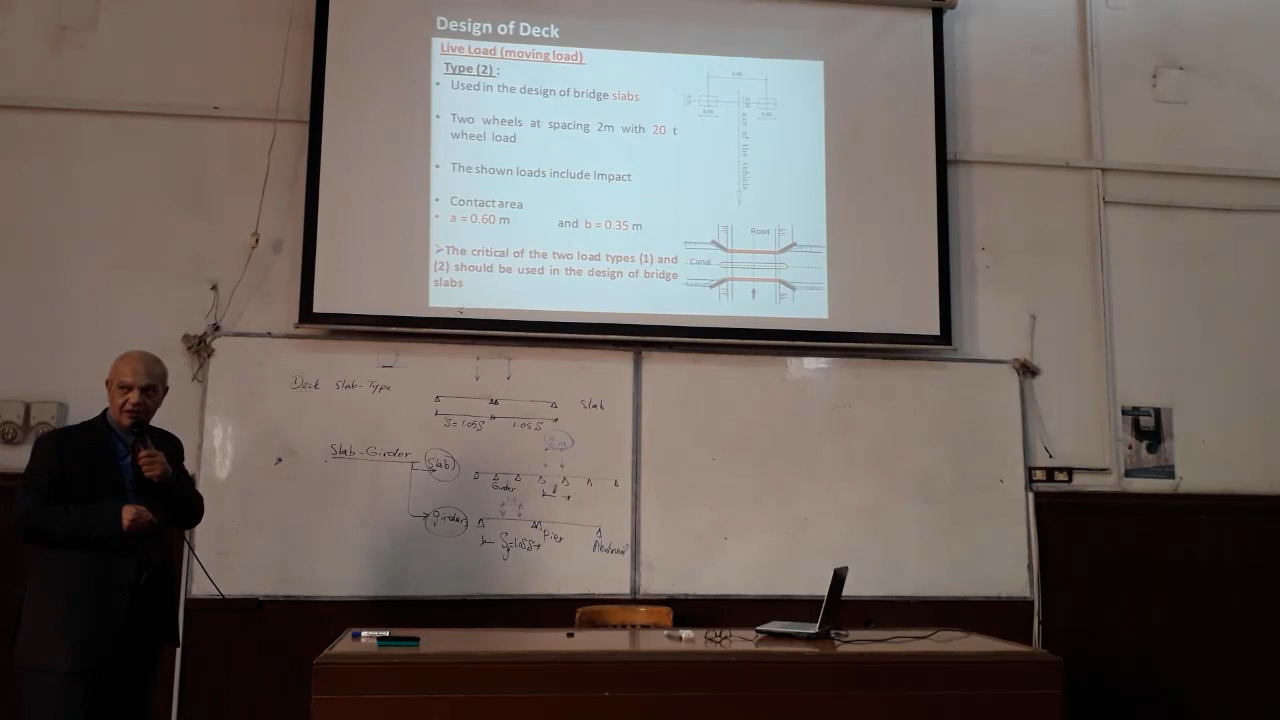 Design of Deck
Live Load (moving load)
Type (2) :
• Used in the design of bridge slabs
• Two wheels at spacing 2m with 20 t
wheel load
• The shown loads include Impact
• Contact area
• a = 0.60 m and b = 0.35 m
➢The critical of the two load types (1) and
(2) should be used in the design of bridge
slabs
axe of the vehicle
Road
Canal
Deck slab-Type
Slab
S=1.05S 1.05S
Slab-Girder
Slab
Girder
Girder
Pier
Abutment